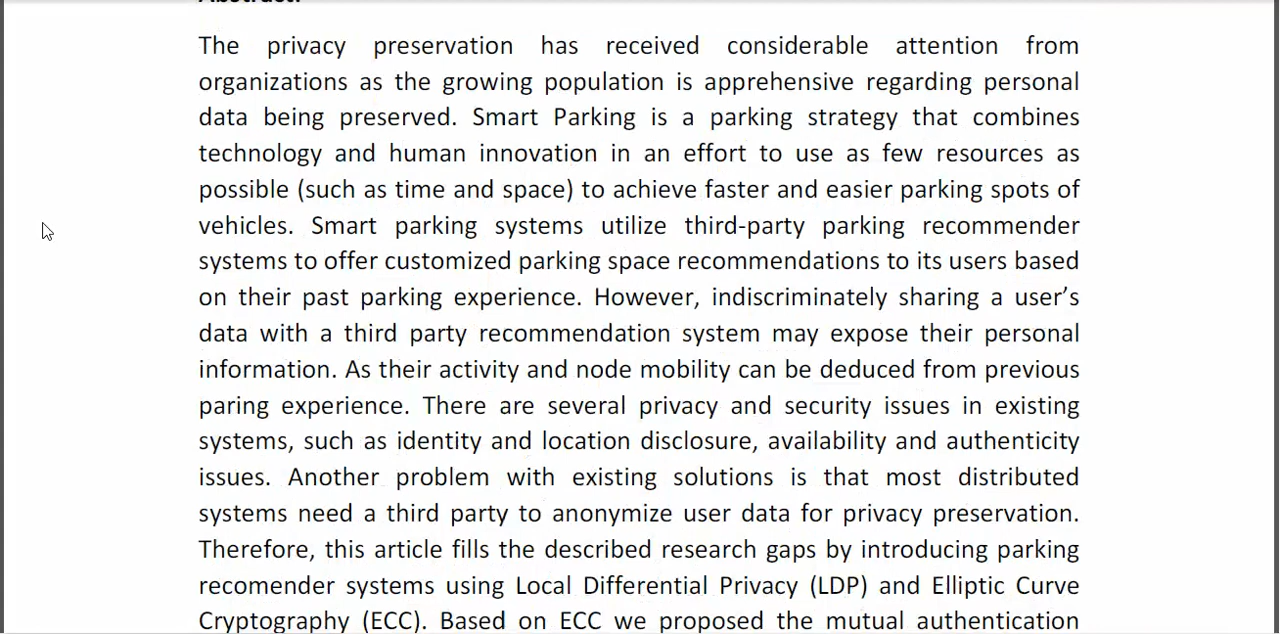 Abstract:
The privacy preservation has received considerable attention from
organizations as the growing population is apprehensive regarding personal
data being preserved. Smart Parking is a parking strategy that combines
technology and human innovation in an effort to use as few resources as
possible (such as time and space) to achieve faster and easier parking spots of
vehicles. Smart parking systems utilize third-party parking recommender
systems to offer customized parking space recommendations to its users based
on their past parking experience. However, indiscriminately sharing a user’s
data with a third party recommendation system may expose their personal
information. As their activity and node mobility can be deduced from previous
paring experience. There are several privacy and security issues in existing
systems, such as identity and location disclosure, availability and authenticity
issues. Another problem with existing solutions is that most distributed
systems need a third party to anonymize user data for privacy preservation.
Therefore, this article fills the described research gaps by introducing parking
recomender systems using Local Differential Privacy (LDP) and Elliptic Curve
Cryptography (ECC). Based on ECC we proposed the mutual authentication